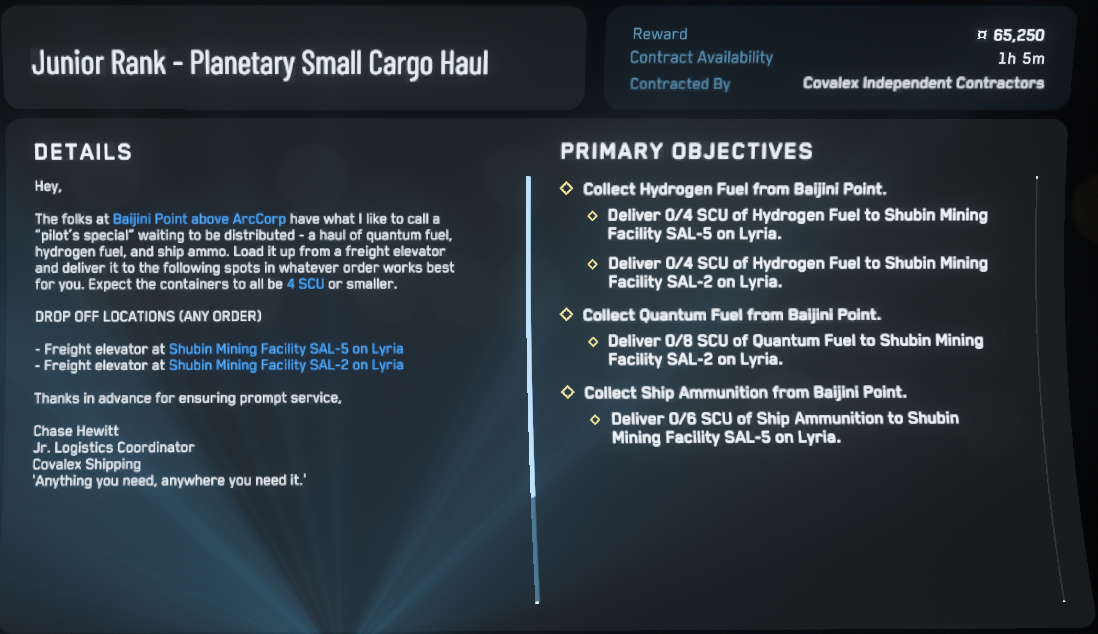 Junior Rank - Planetary Small Cargo Haul
Reward ¤ 65,250
Contract Availability 1h 5m
Contracted By Covalex Independent Contractors
DETAILS
Hey,
The folks at Baijini Point above ArcCorp have what I like to call a
"pilot's special" waiting to be distributed - a haul of quantum fuel,
hydrogen fuel, and ship ammo. Load it up from a freight elevator
and deliver it to the following spots in whatever order works best
for you. Expect the containers to all be 4 SCU or smaller.
DROP OFF LOCATIONS (ANY ORDER)
- Freight elevator at Shubin Mining Facility SAL-5 on Lyria
- Freight elevator at Shubin Mining Facility SAL-2 on Lyria
Thanks in advance for ensuring prompt service,
Chase Hewitt
Jr. Logistics Coordinator
Covalex Shipping
'Anything you need, anywhere you need it.'
PRIMARY OBJECTIVES
Collect Hydrogen Fuel from Baijini Point.
Deliver 0/4 SCU of Hydrogen Fuel to Shubin Mining
Facility SAL-5 on Lyria.
Deliver 0/4 SCU of Hydrogen Fuel to Shubin Mining
Facility SAL-2 on Lyria.
Collect Quantum Fuel from Baijini Point.
Deliver 0/8 SCU of Quantum Fuel to Shubin Mining
Facility SAL-2 on Lyria.
Collect Ship Ammunition from Baijini Point.
Deliver 0/6 SCU of Ship Ammunition to Shubin
Mining Facility SAL-5 on Lyria.